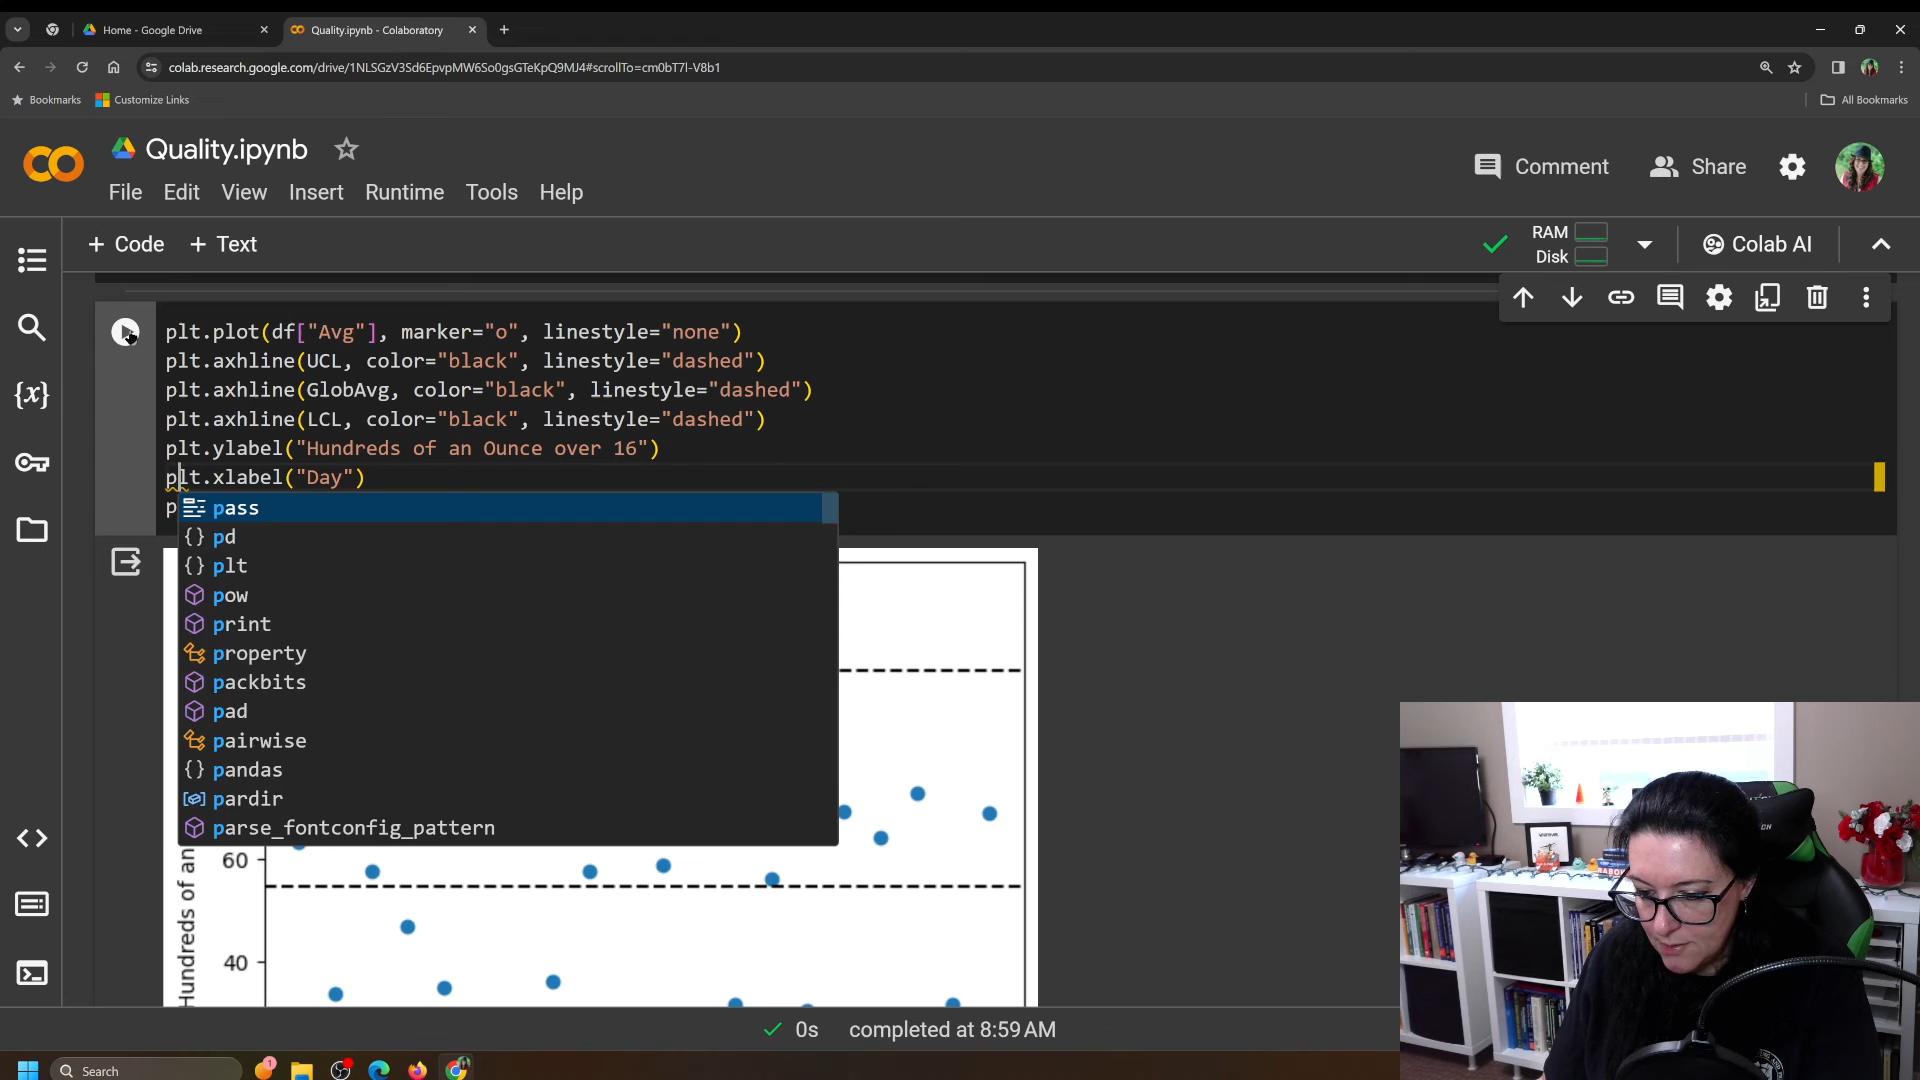 Home - Google Drive
Quality.ipynb - Colaboratory
colab.research.google.com/drive/1NLSGzV3Sd6EpvpMW6So0gsGTeKpQ9MJ4#scrollTo=cm0bT7l-V8b1
Bookmarks
Customize Links
All Bookmarks
Quality.ipynb
Comment
Share
File Edit View Insert Runtime Tools Help
+ Code + Text
RAM
Disk
Colab AI
plt.plot(df["Avg"], marker="o", linestyle="none")
plt.axhline(UCL, color="black", linestyle="dashed")
plt.axhline(GlobAvg, color="black", linestyle="dashed")
plt.axhline(LCL, color="black", linestyle="dashed")
plt.ylabel("Hundreds of an Ounce over 16")
plt.xlabel("Day")
p
{x}
pass
{} pd
{} plt
pow
print
property
packbits
pad
pairwise
{} pandas
pardir
parse_fontconfig_pattern
Hundreds of an
60
40
0s completed at 8:59 AM
Search
1